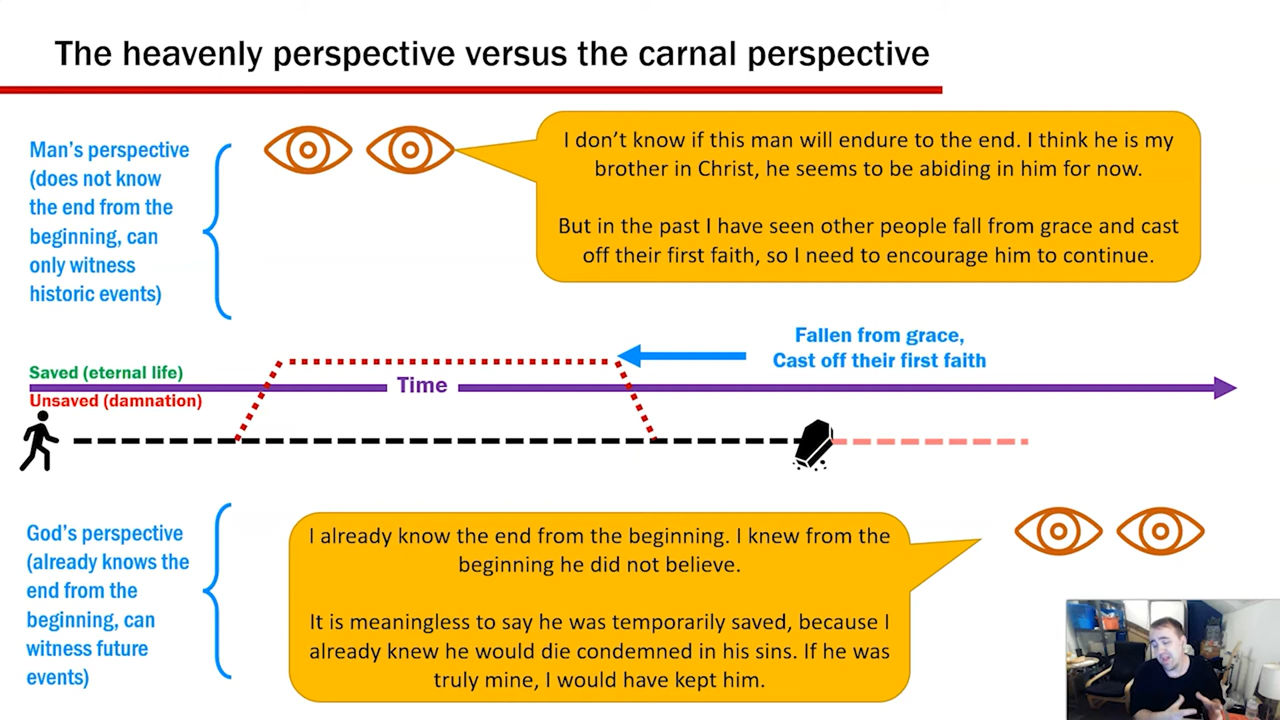 The heavenly perspective versus the carnal perspective
Man's perspective
(does not know
the end from the
beginning, can
only witness
historic events)
I don't know if this man will endure to the end. I think he is my
brother in Christ, he seems to be abiding in him for now.
But in the past I have seen other people fall from grace and cast
off their first faith, so I need to encourage him to continue.
Fallen from grace,
Cast off their first faith
Saved (eternal life)
Time
Unsaved (damnation)
God's perspective
(already knows the
end from the
beginning, can
witness future
events)
I already know the end from the beginning. I knew from the
beginning he did not believe.
It is meaningless to say he was temporarily saved, because I
already knew he would die condemned in his sins. If he was
truly mine, I would have kept him.